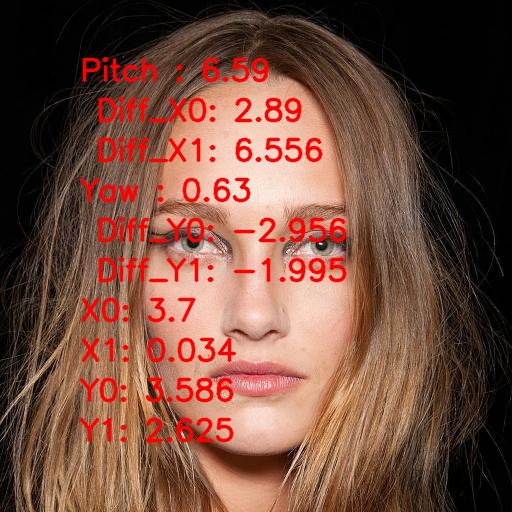 Pitch : 6.59
Diff_X0: 2.89
Diff_X1: 6.556
Yaw : 0.63
Diff_Y0: -2.956
Diff_Y1: -1.995
X0: 3.7
X1: 0.034
Y0: 3.586
Y1: 2.625